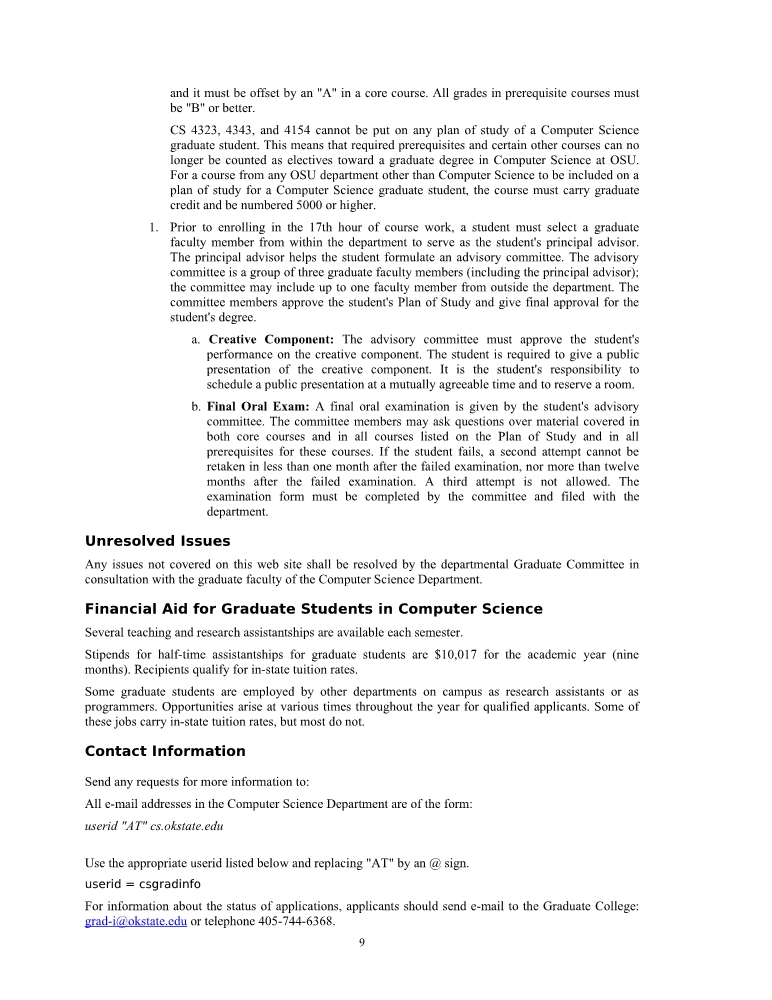 and it must be offset by an "A" in a core course. All grades in prerequisite courses must
be "B" or better.
CS 4323, 4343, and 4154 cannot be put on any plan of study of a Computer Science
graduate student. This means that required prerequisites and certain other courses can no
longer be counted as electives toward a graduate degree in Computer Science at OSU.
For a course from any OSU department other than Computer Science to be included on a
plan of study for a Computer Science graduate student, the course must carry graduate
credit and be numbered 5000 or higher.
1. Prior to enrolling in the 17th hour of course work, a student must select a graduate
faculty member from within the department to serve as the student's principal advisor.
The principal advisor helps the student formulate an advisory committee. The advisory
committee is a group of three graduate faculty members (including the principal advisor);
the committee may include up to one faculty member from outside the department. The
committee members approve the student's Plan of Study and give final approval for the
student's degree.
a. Creative Component: The advisory committee must approve the student's
performance on the creative component. The student is required to give a public
presentation of the creative component. It is the student's responsibility to
schedule a public presentation at a mutually agreeable time and to reserve a room.
b. Final Oral Exam: A final oral examination is given by the student's advisory
committee. The committee members may ask questions over material covered in
both core courses and in all courses listed on the Plan of Study and in all
prerequisites for these courses. If the student fails, a second attempt cannot be
retaken in less than one month after the failed examination, nor more than twelve
months after the failed examination. A third attempt is not allowed. The
examination form must be completed by the committee and filed with the
department.
Unresolved Issues
Any issues not covered on this web site shall be resolved by the departmental Graduate Committee in
consultation with the graduate faculty of the Computer Science Department.
Financial Aid for Graduate Students in Computer Science
Several teaching and research assistantships are available each semester.
Stipends for half-time assistantships for graduate students are $10,017 for the academic year (nine
months). Recipients qualify for in-state tuition rates.
Some graduate students are employed by other departments on campus as research assistants or as
programmers. Opportunities arise at various times throughout the year for qualified applicants. Some of
these jobs carry in-state tuition rates, but most do not.
Contact Information
Send any requests for more information to:
All e-mail addresses in the Computer Science Department are of the form:
userid "AT" cs.okstate.edu
Use the appropriate userid listed below and replacing "AT" by an @ sign.
userid = csgradinfo
For information about the status of applications, applicants should send e-mail to the Graduate College:
grad-i@okstate.edu or telephone 405-744-6368.
9